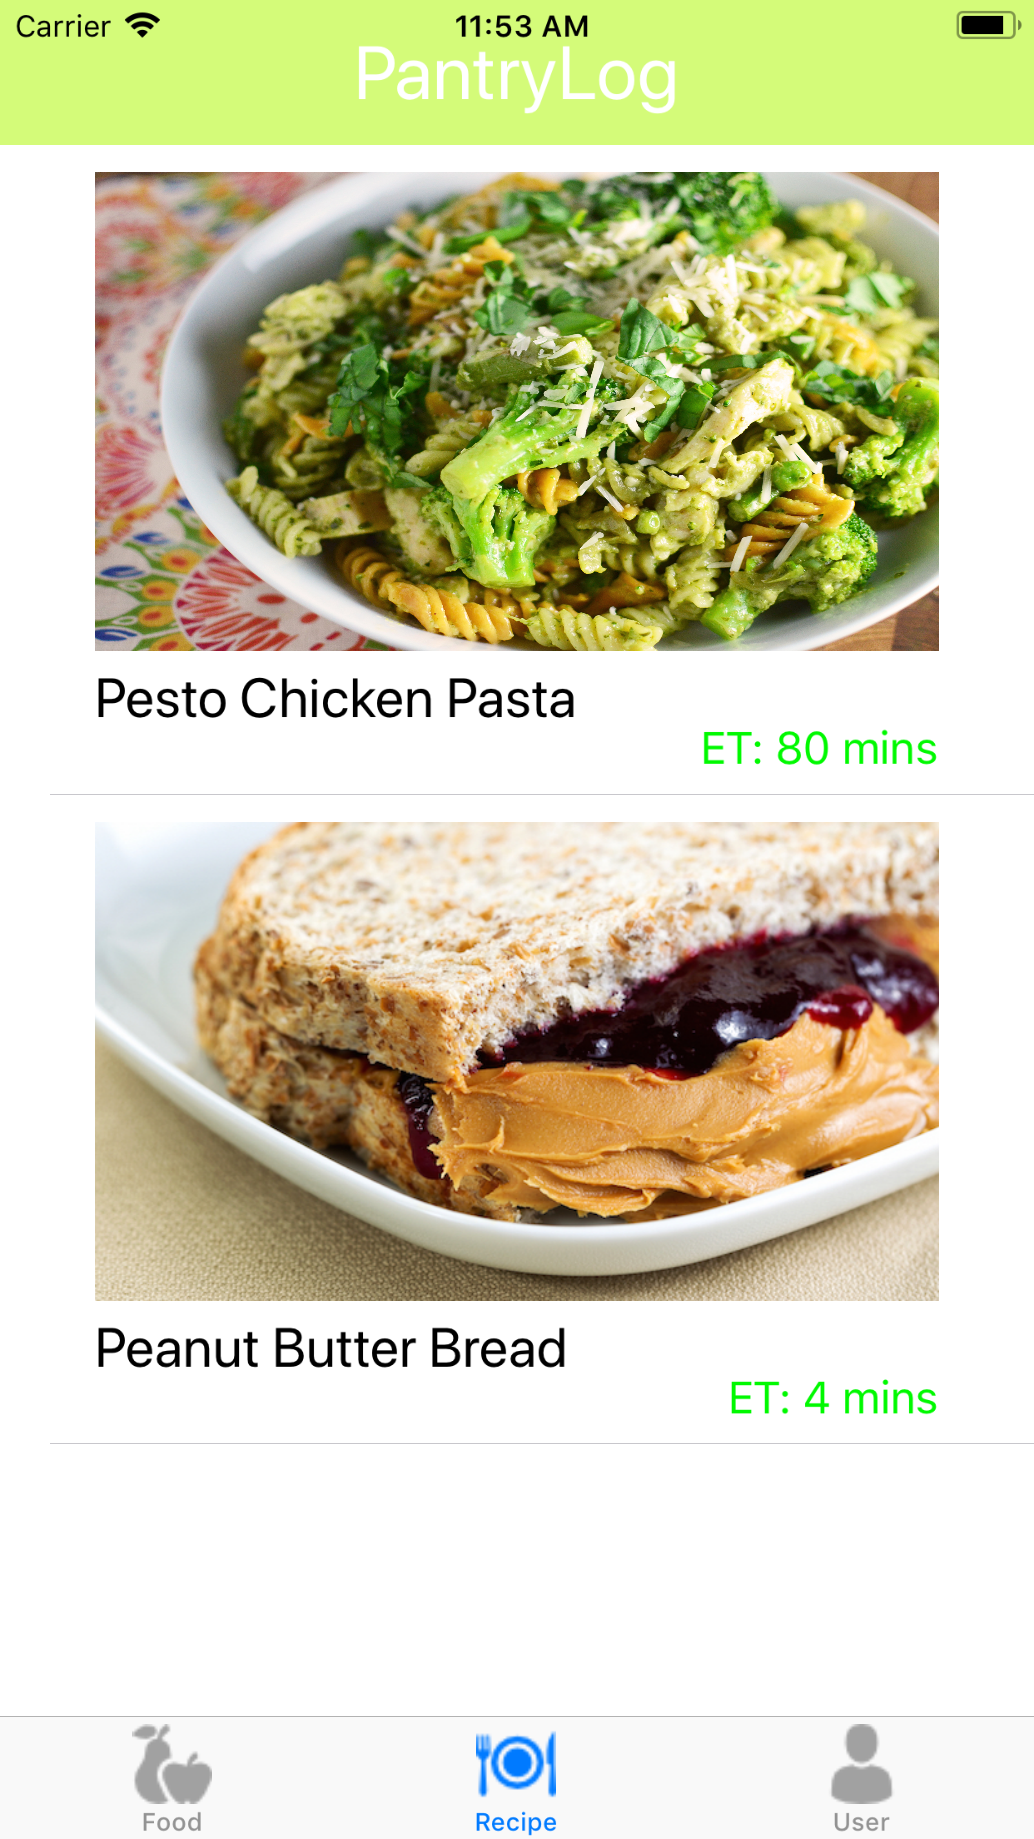 Carrier 11:53 AM
PantryLog
Pesto Chicken Pasta
ET: 80 mins
Peanut Butter Bread
ET: 4 mins
Food Recipe User